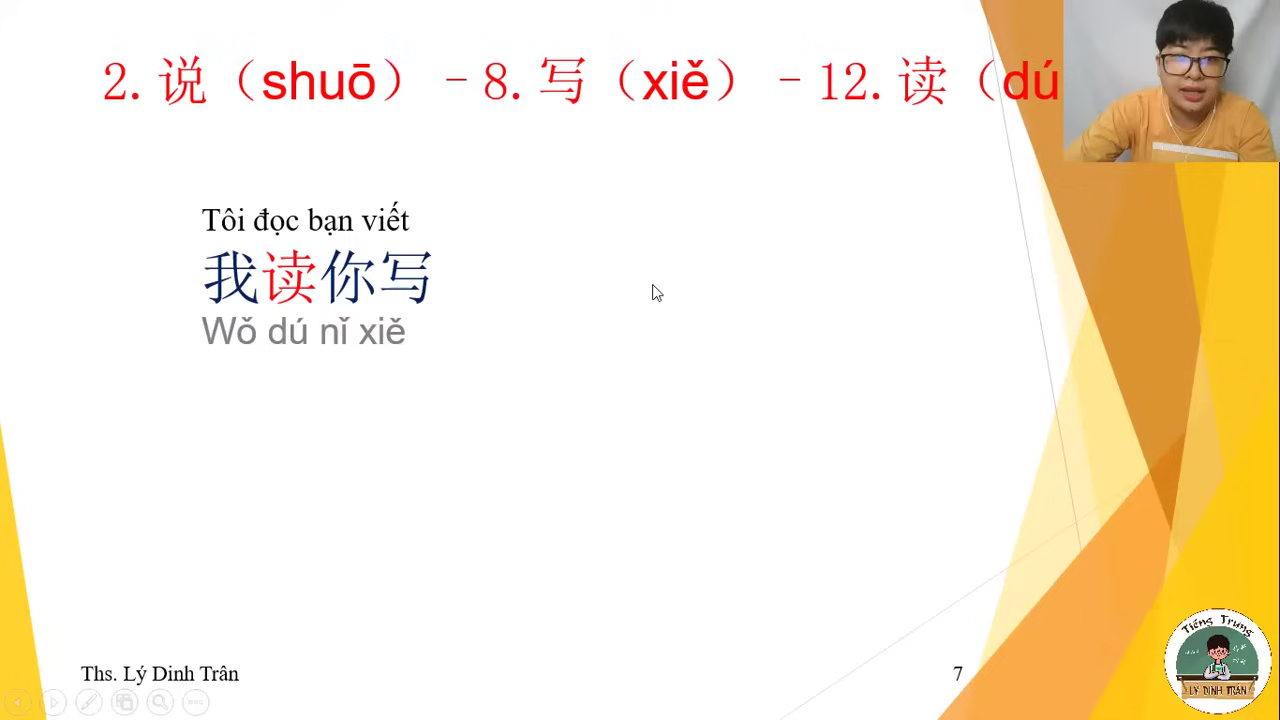 2. 说（shuō）－8. 写（xiě）－12. 读（dú
Tôi đọc bạn viết
我读你写
Wǒ dú nǐ xiě
Ths. Lý Dinh Trân
7
Tiếng Trung
LÝ DINH TRÂN